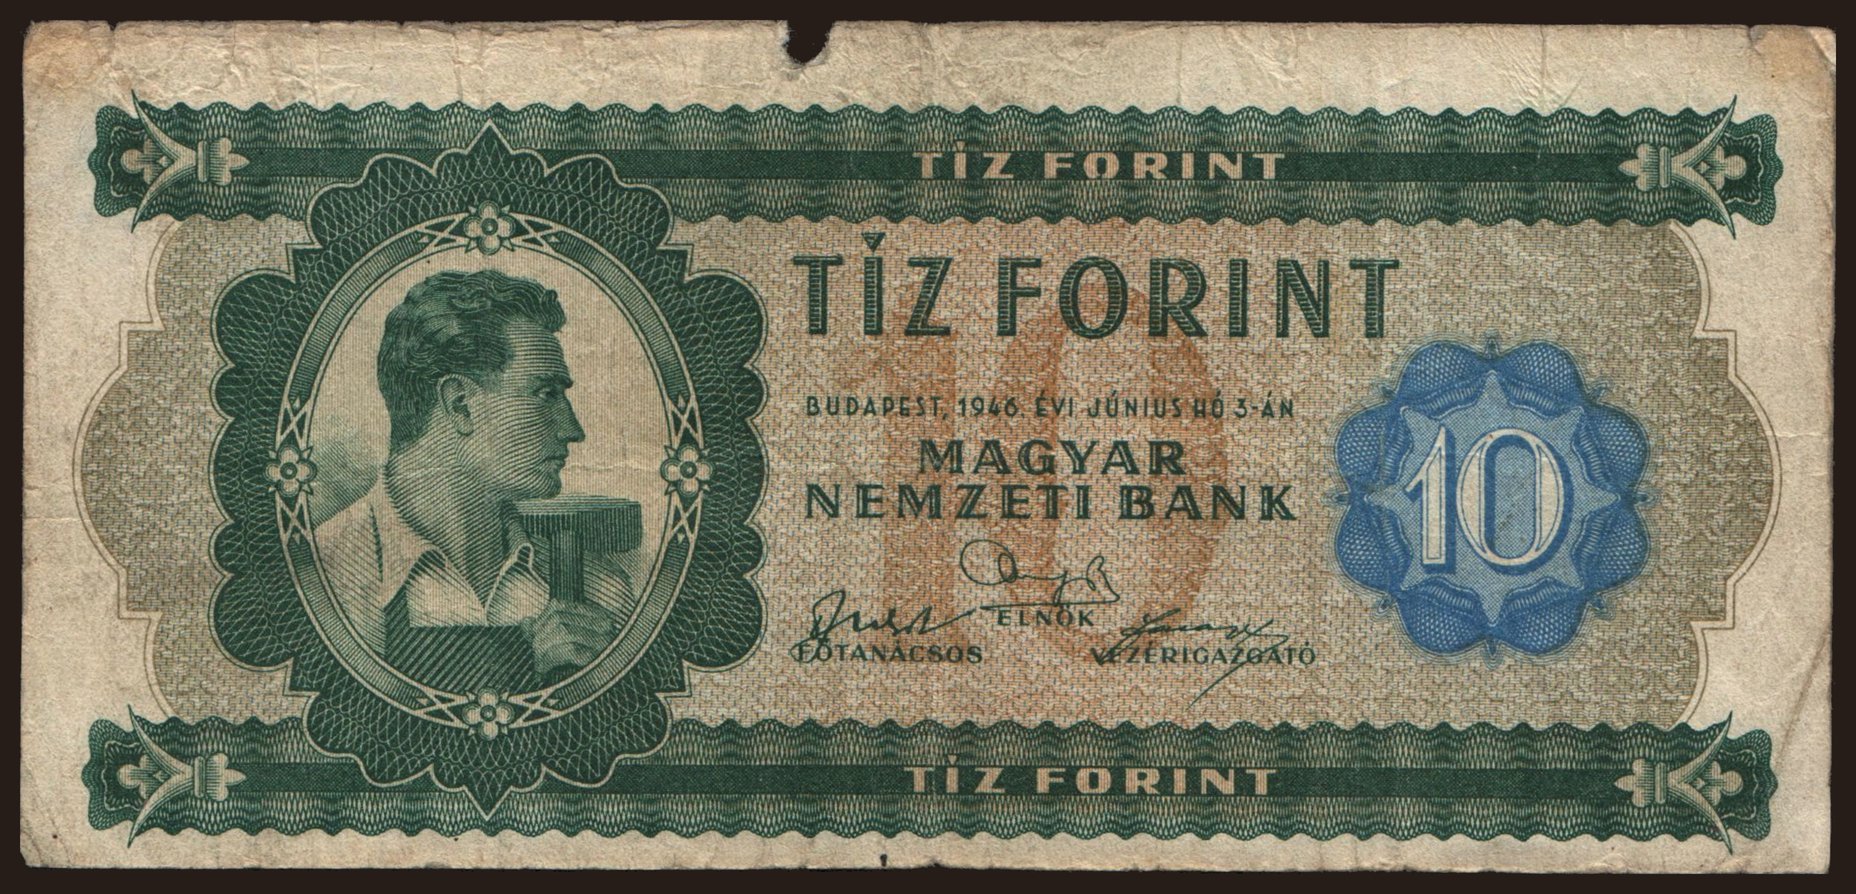 TÍZ FORINT
TÍZ FORINT
BUDAPEST, 1946. ÉVI JÚNIUS HÓ 3-ÁN
MAGYAR
NEMZETI BANK
10
10
ELNÖK
FŐTANÁCSOS
VEZÉRIGAZGATÓ
TÍZ FORINT